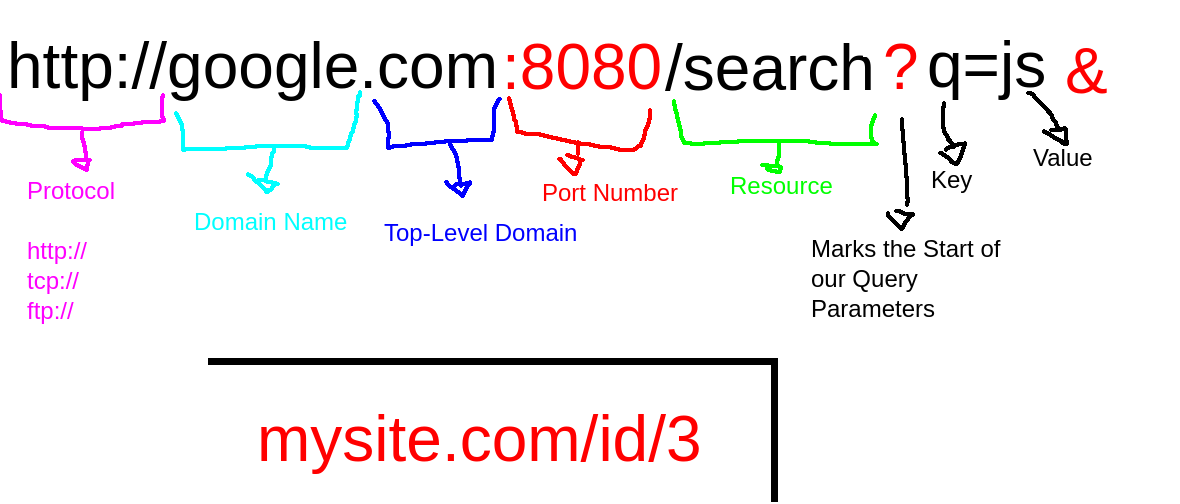 http://google.com:8080/search ? q=js &
Protocol
http://
tcp://
ftp://
Domain Name
Top-Level Domain
Port Number
Resource
Marks the Start of
our Query
Parameters
Key
Value
mysite.com/id/3